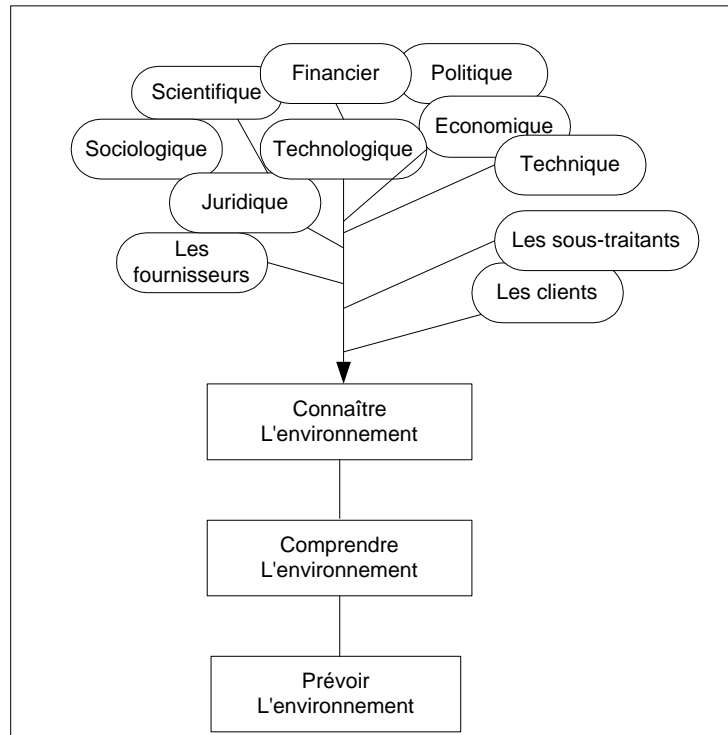 Financier
Politique
Scientifique
Economique
Sociologique
Technologique
Technique
Juridique
Les sous-traitants
Les
fournisseurs
Les clients
Connaître
L'environnement
Comprendre
L'environnement
Prévoir
L'environnement